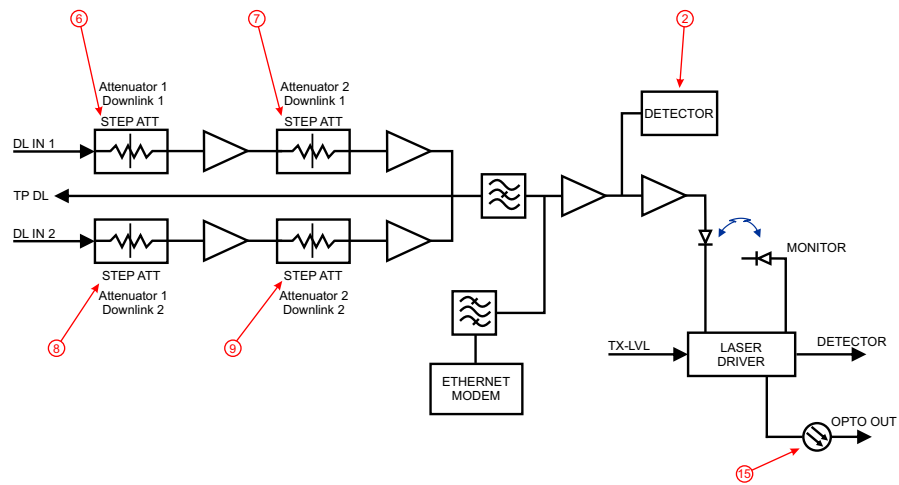 6
7
2
Attenuator 1
Downlink 1
Attenuator 2
Downlink 1
STEP ATT
STEP ATT
DETECTOR
DL IN 1
TP DL
DL IN 2
STEP ATT
STEP ATT
Attenuator 1
Downlink 2
Attenuator 2
Downlink 2
8
9
MONITOR
TX-LVL
LASER
DRIVER
DETECTOR
ETHERNET
MODEM
OPTO OUT
15